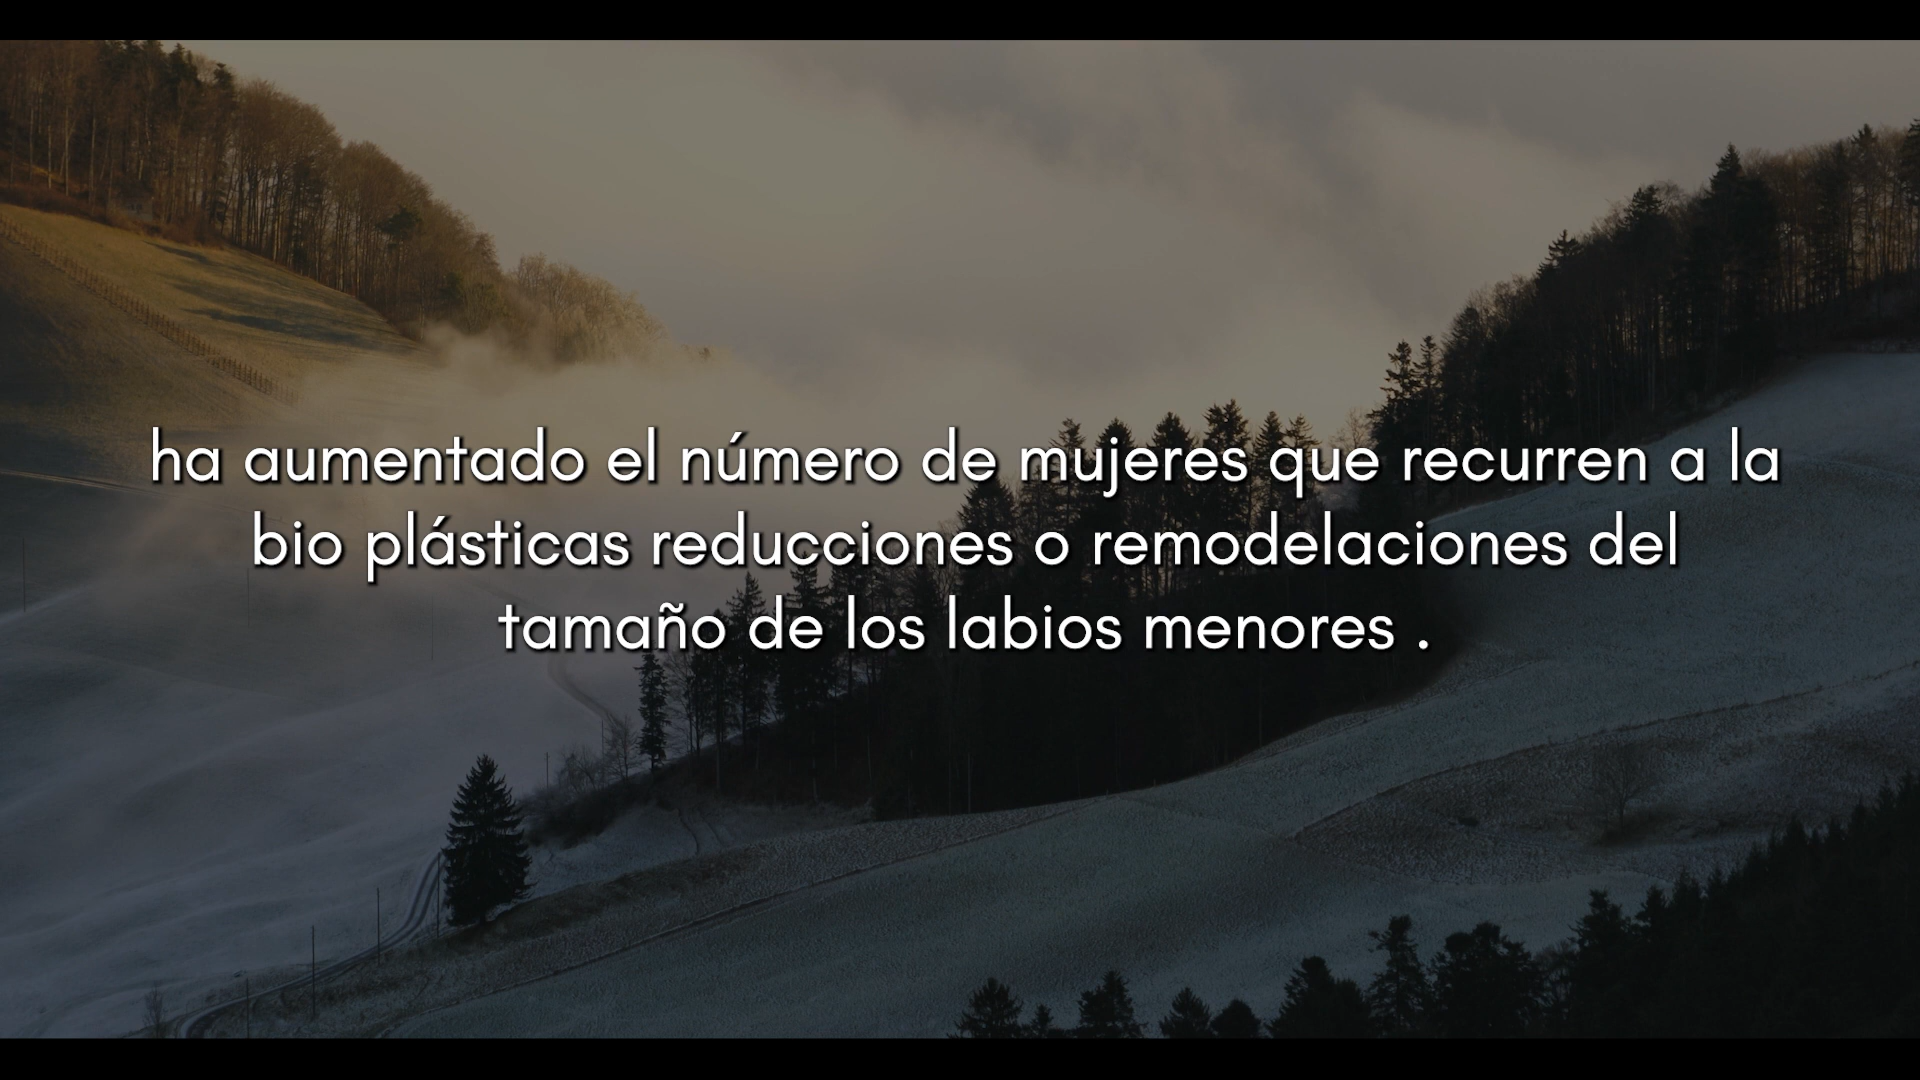 ha aumentado el número de mujeres que recurren a la
bio plásticas reducciones o remodelaciones del
tamaño de los labios menores .